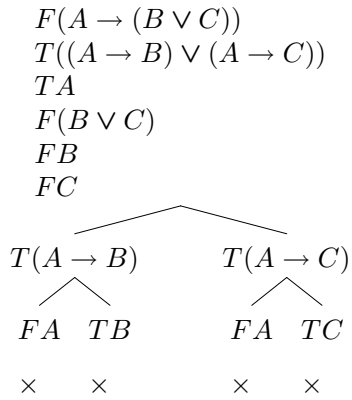 F(A → (B ∨ C))
T((A → B) ∨ (A → C))
TA
F(B ∨ C)
FB
FC
T(A → B) T(A → C)
FA TB FA TC
× × × ×